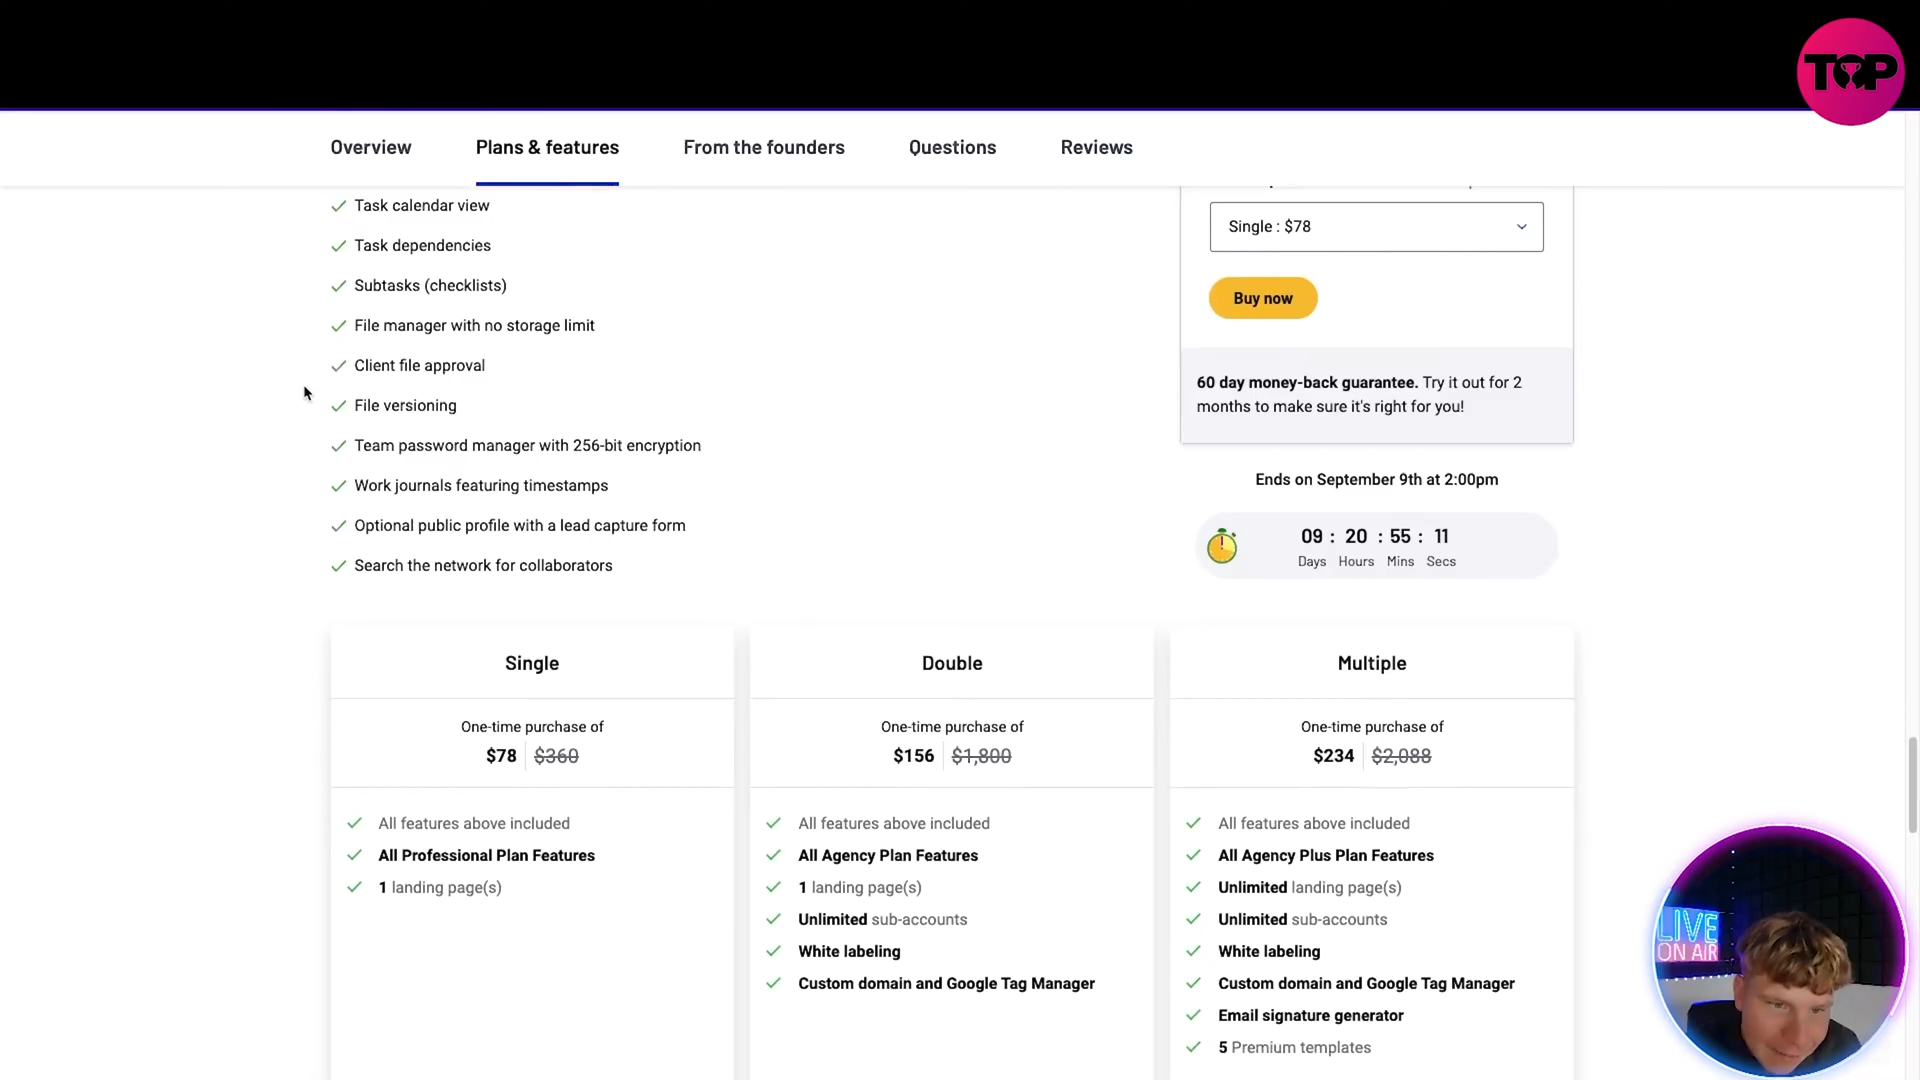 TOP
Overview
Plans & features
From the founders
Questions
Reviews
Task calendar view
Task dependencies
Subtasks (checklists)
File manager with no storage limit
Client file approval
File versioning
Team password manager with 256-bit encryption
Work journals featuring timestamps
Optional public profile with a lead capture form
Search the network for collaborators
Single : $78
Buy now
60 day money-back guarantee. Try it out for 2
months to make sure it's right for you!
Ends on September 9th at 2:00pm
09 : 20 : 55 : 11
Days Hours Mins Secs
Single
One-time purchase of
$78 $360
All features above included
All Professional Plan Features
1 landing page(s)
Double
One-time purchase of
$156 $1,800
All features above included
All Agency Plan Features
1 landing page(s)
Unlimited sub-accounts
White labeling
Custom domain and Google Tag Manager
Multiple
One-time purchase of
$234 $2,088
All features above included
All Agency Plus Plan Features
Unlimited landing page(s)
Unlimited sub-accounts
White labeling
Custom domain and Google Tag Manager
Email signature generator
5 Premium templates
LIVE
ON AIR